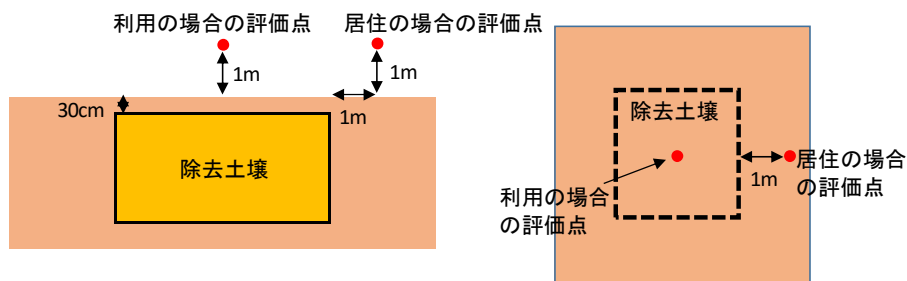 利用の場合の評価点
居住の場合の評価点
1m
1m
30cm
1m
除去土壌
除去土壌
1m
居住の場合
の評価点
利用の場合
の評価点